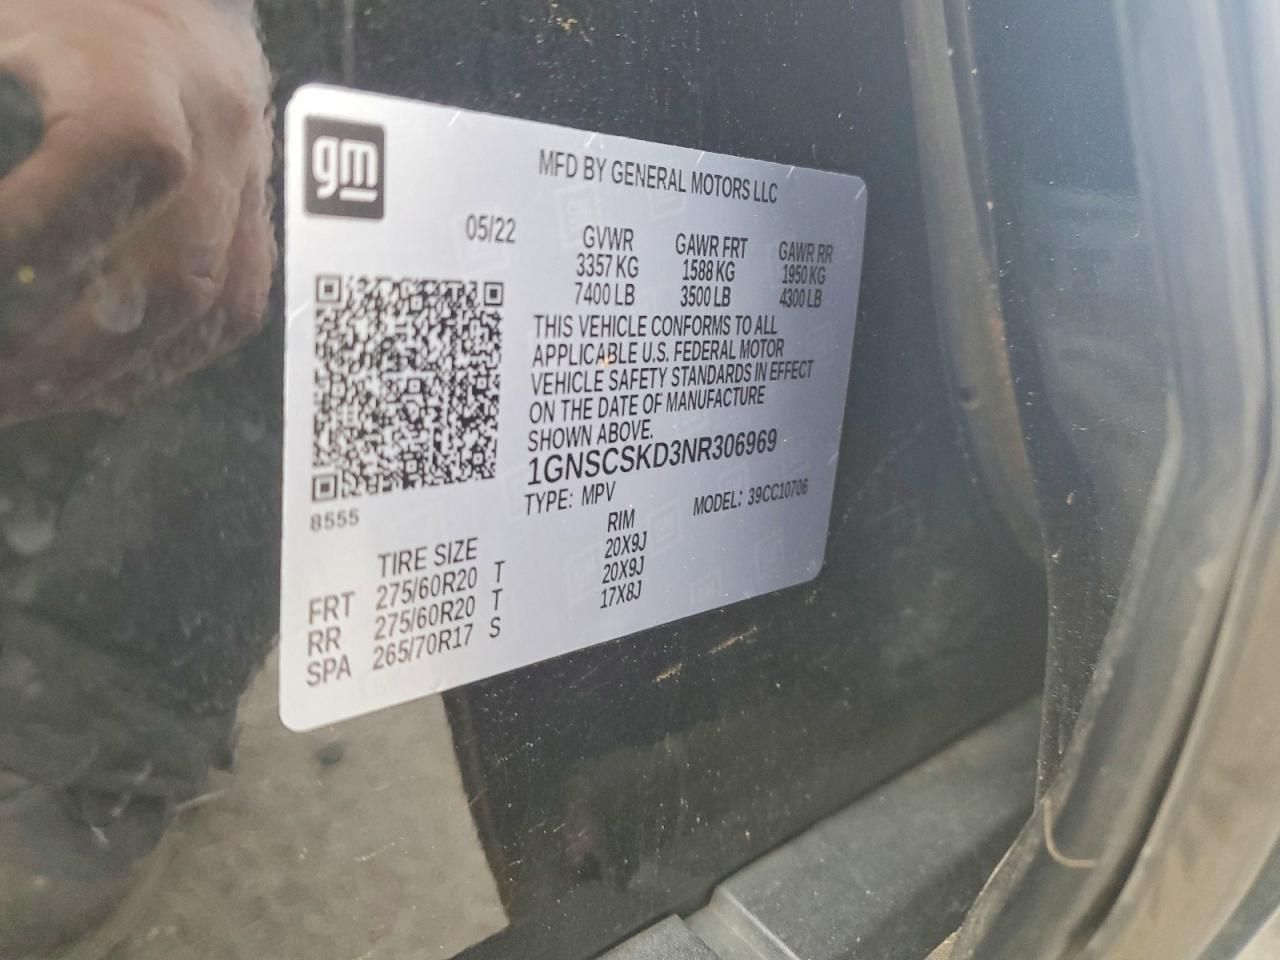 gm
MFD BY GENERAL MOTORS LLC
05/22
GVWR GAWR FRT GAWR RR
3357 KG 1588 KG 1950 KG
7400 LB 3500 LB 4300 LB
THIS VEHICLE CONFORMS TO ALL
APPLICABLE U.S. FEDERAL MOTOR
VEHICLE SAFETY STANDARDS IN EFFECT
ON THE DATE OF MANUFACTURE
SHOWN ABOVE.
1GNSCSKD3NR306969
TYPE: MPV MODEL: 39CC10706
8555
TIRE SIZE RIM
FRT 275/60R20 T 20X9J
RR 275/60R20 T 20X9J
SPA 265/70R17 S 17X8J